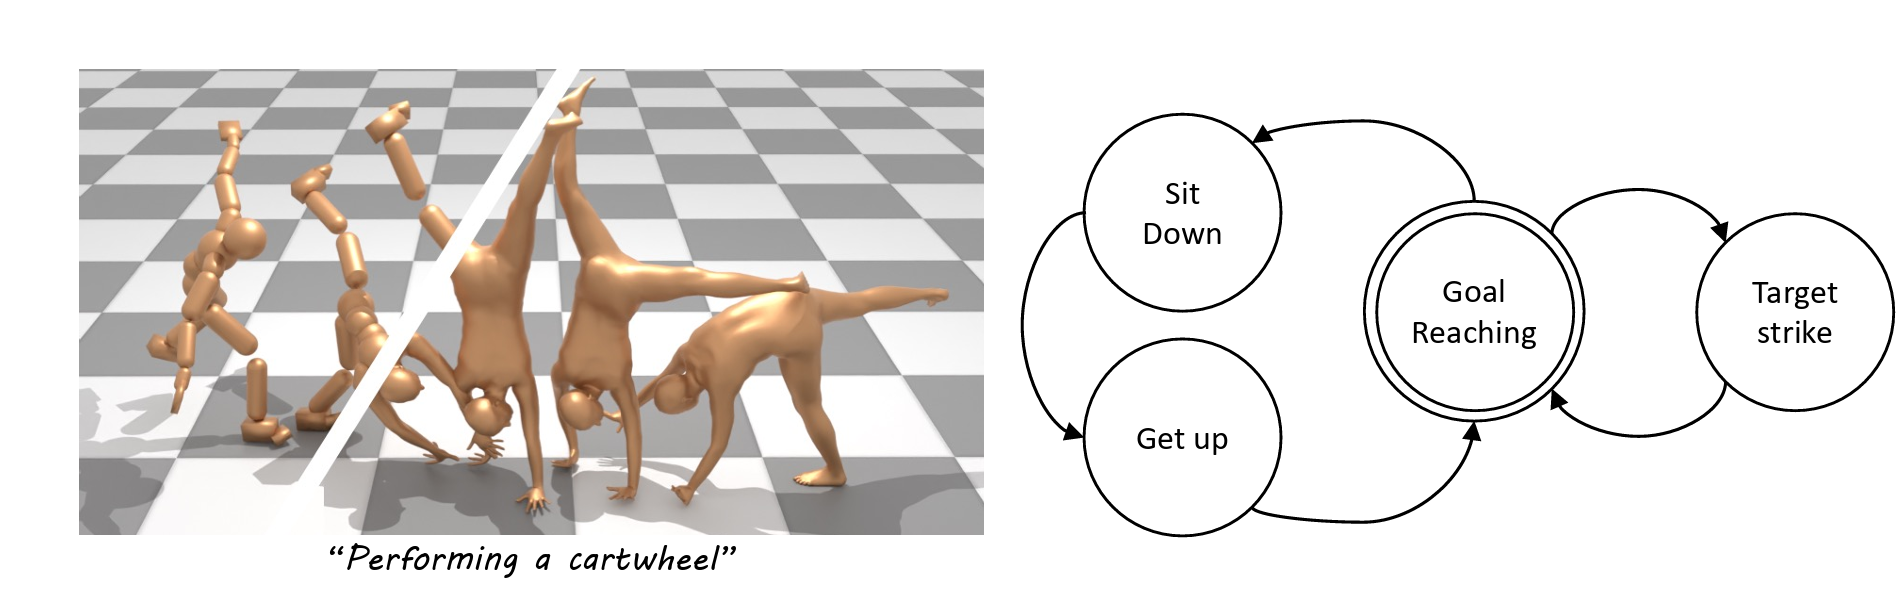 “Performing a cartwheel”
Sit
Down
Get up
Goal
Reaching
Target
strike